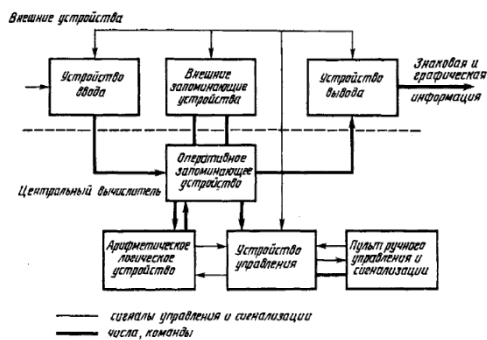 Внешние устройства
Устройство
ввода
Внешние
запоминающие
устройства
Устройство
вывода
Знаковая и
графическая
информация
Оперативное
запоминающее
устройство
Центральный вычислитель
Арифметическое
логическое
устройство
Устройство
управления
Пульт ручного
управления и
сигнализации
сигналы управления и сигнализации
числа, команды